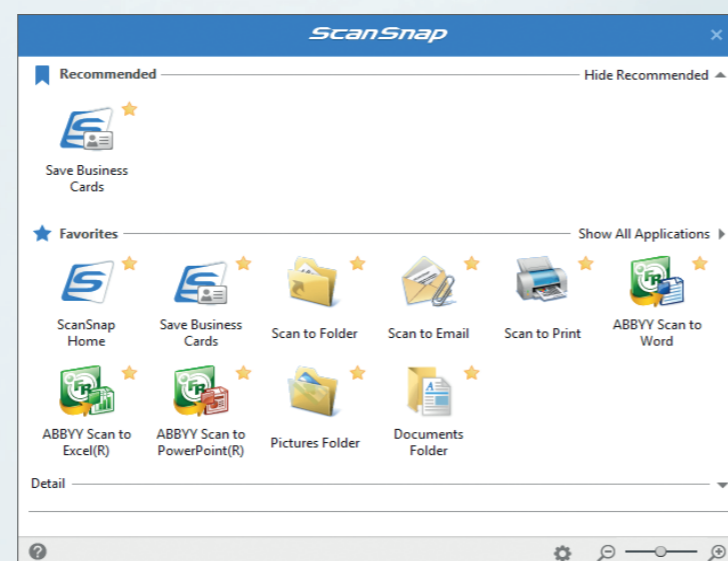 ScanSnap
Recommended
Hide Recommended
Save Business
Cards
Favorites
Show All Applications
ScanSnap
Home
Save Business
Cards
Scan to Folder
Scan to Email
Scan to Print
ABBYY Scan to
Word
ABBYY Scan to
Excel(R)
ABBYY Scan to
PowerPoint(R)
Pictures Folder
Documents
Folder
Detail